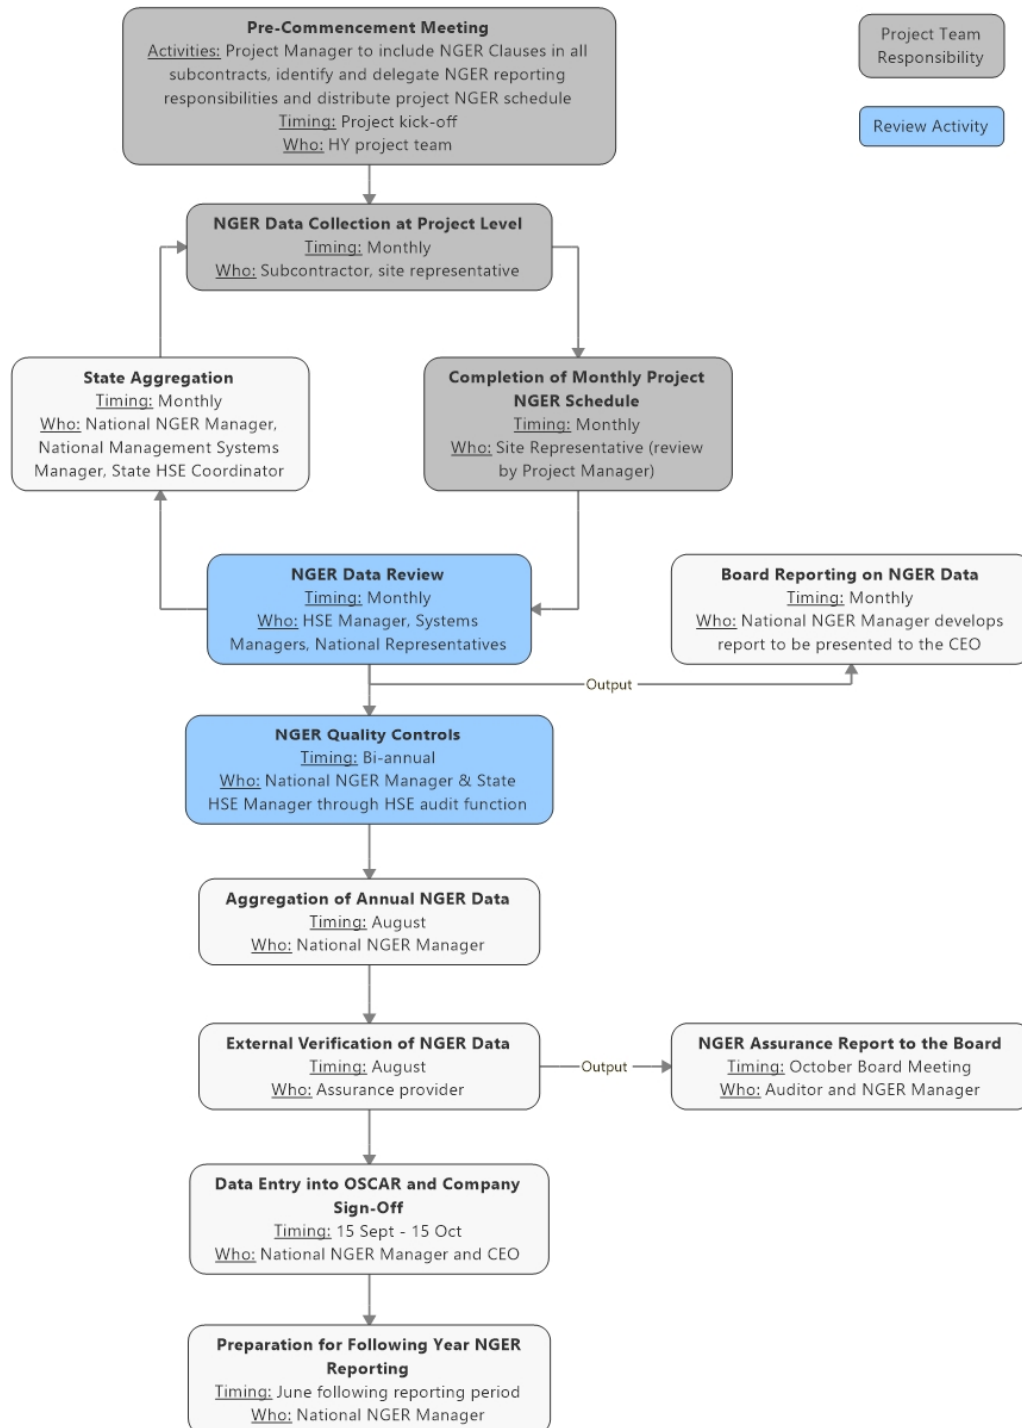 Pre-Commencement Meeting
Activities: Project Manager to include NGER Clauses in all
subcontracts, identify and delegate NGER reporting
responsibilities and distribute project NGER schedule
Timing: Project kick-off
Who: HY project team
Project Team
Responsibility
Review Activity
NGER Data Collection at Project Level
Timing: Monthly
Who: Subcontractor, site representative
State Aggregation
Timing: Monthly
Who: National NGER Manager,
National Management Systems
Manager, State HSE Coordinator
Completion of Monthly Project
NGER Schedule
Timing: Monthly
Who: Site Representative (review
by Project Manager)
NGER Data Review
Timing: Monthly
Who: HSE Manager, Systems
Managers, National Representatives
Board Reporting on NGER Data
Timing: Monthly
Who: National NGER Manager develops
report to be presented to the CEO
Output
NGER Quality Controls
Timing: Bi-annual
Who: National NGER Manager & State
HSE Manager through HSE audit function
Aggregation of Annual NGER Data
Timing: August
Who: National NGER Manager
External Verification of NGER Data
Timing: August
Who: Assurance provider
Output
NGER Assurance Report to the Board
Timing: October Board Meeting
Who: Auditor and NGER Manager
Data Entry into OSCAR and Company
Sign-Off
Timing: 15 Sept - 15 Oct
Who: National NGER Manager and CEO
Preparation for Following Year NGER
Reporting
Timing: June following reporting period
Who: National NGER Manager